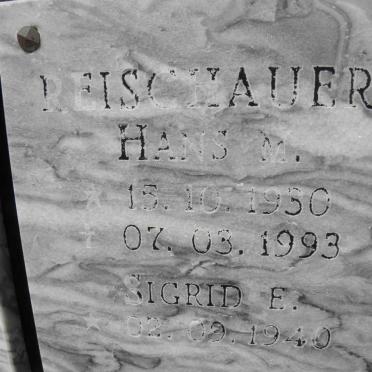 REISCHAUER
HANS M.
* 15.10.1930
† 07.03.1993
SIGRID E.
* 02.09.1940